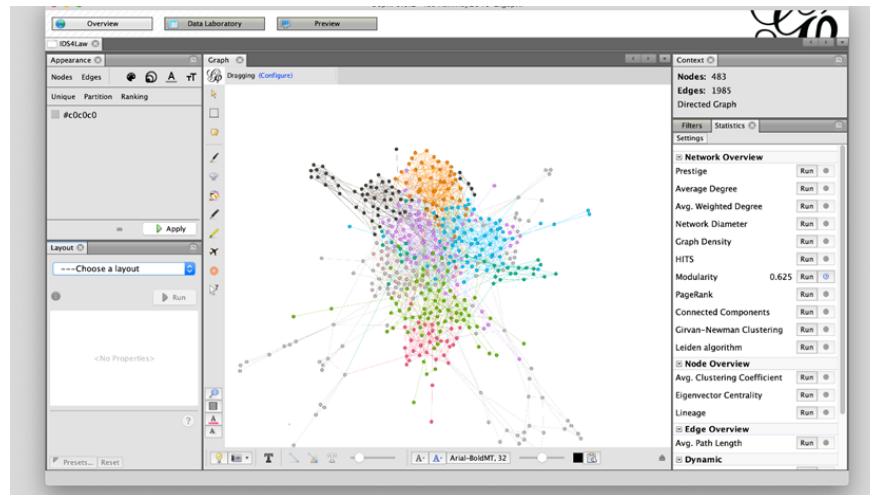 Overview
Data Laboratory
Preview
IDS4Law
Appearance
Nodes Edges
Unique Partition Ranking
#c0c0c0
Apply
Layout
---Choose a layout
Run
<No Properties>
Presets... Reset
Graph
Dragging (Configure)
Arial-BoldMT, 32
Context
Nodes: 483
Edges: 1985
Directed Graph
Filters Statistics
Settings
Network Overview
Prestige Run
Average Degree Run
Avg. Weighted Degree Run
Network Diameter Run
Graph Density Run
HITS Run
Modularity 0.625 Run
PageRank Run
Connected Components Run
Girvan-Newman Clustering Run
Leiden algorithm Run
Node Overview
Avg. Clustering Coefficient Run
Eigenvector Centrality Run
Lineage Run
Edge Overview
Avg. Path Length Run
Dynamic